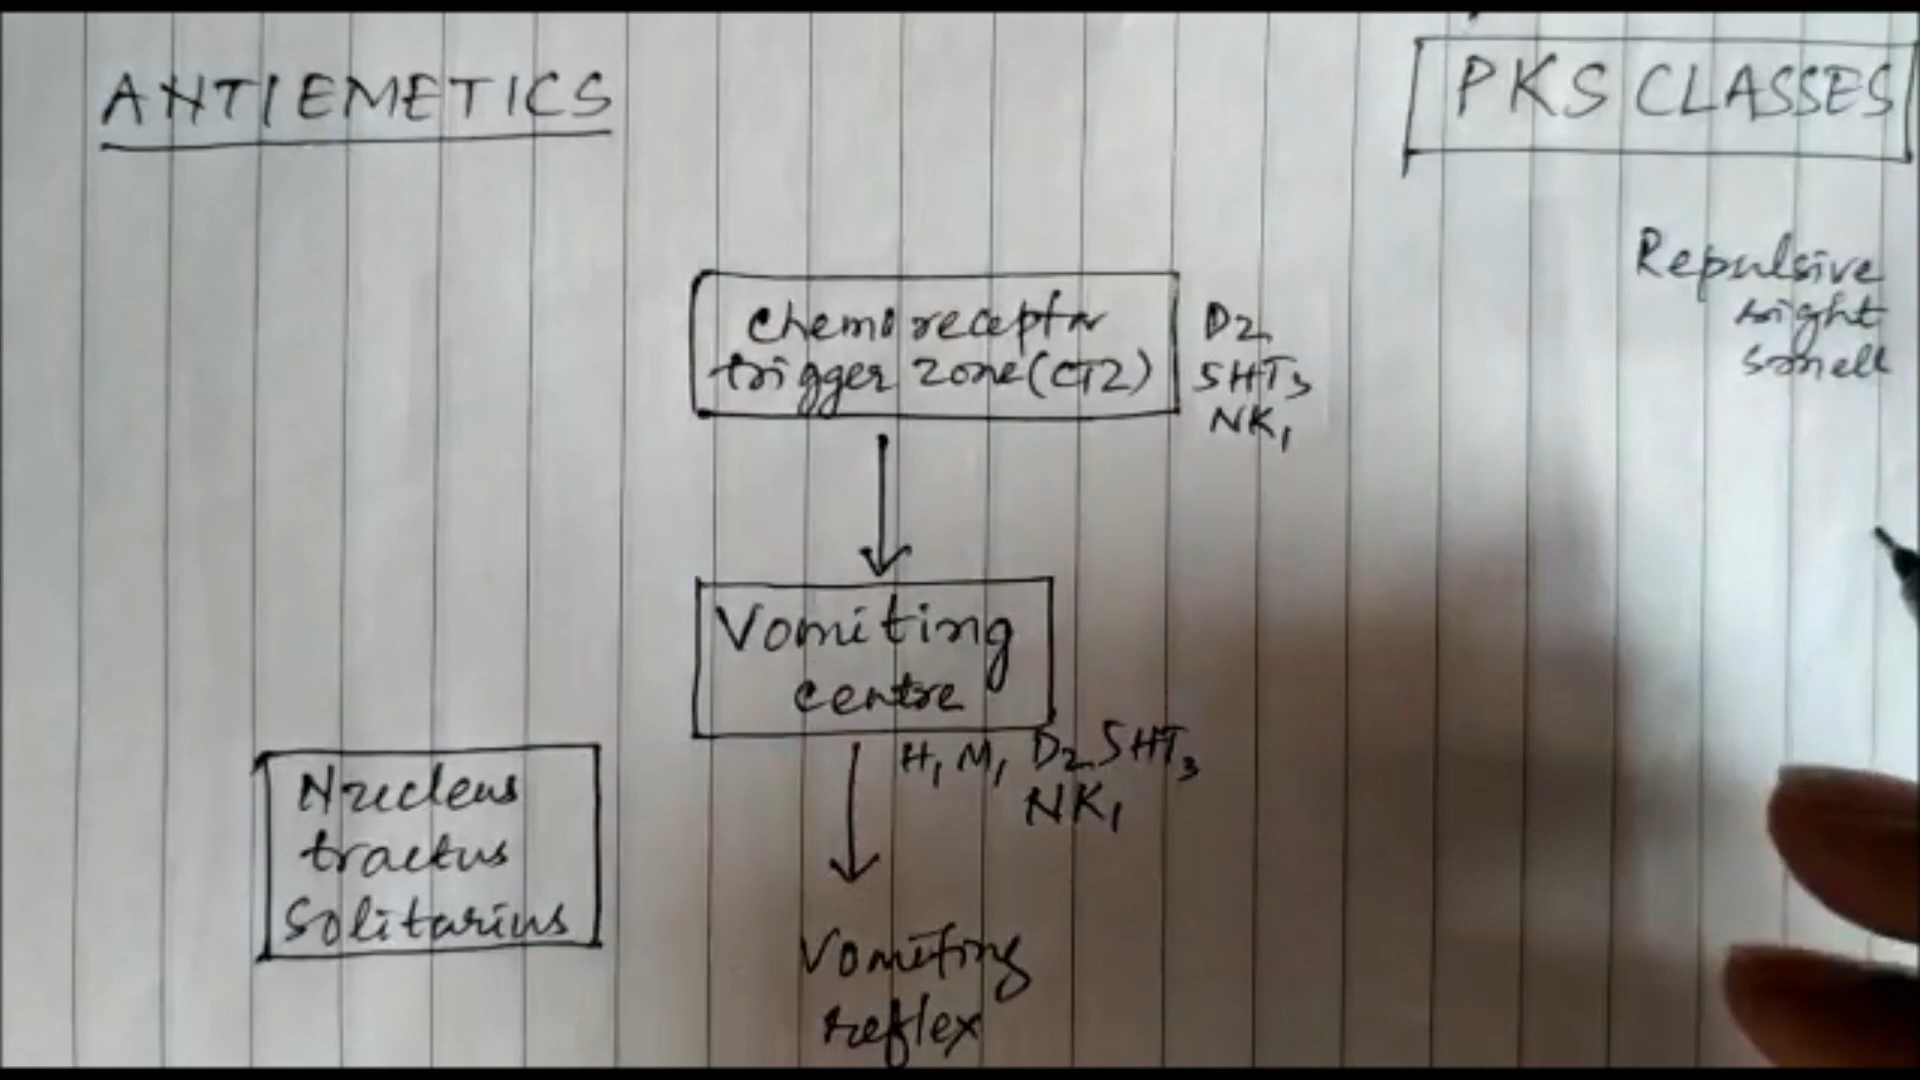 ANTIEMETICS
PKS CLASSES
Repulsive
sight
smell
Chemoreceptor
trigger zone (CTZ)
D2
5HT3
NK1
Vomiting
centre
H1 M1 D2 5HT3
NK1
Nucleus
tractus
Solitarius
Vomiting
reflex